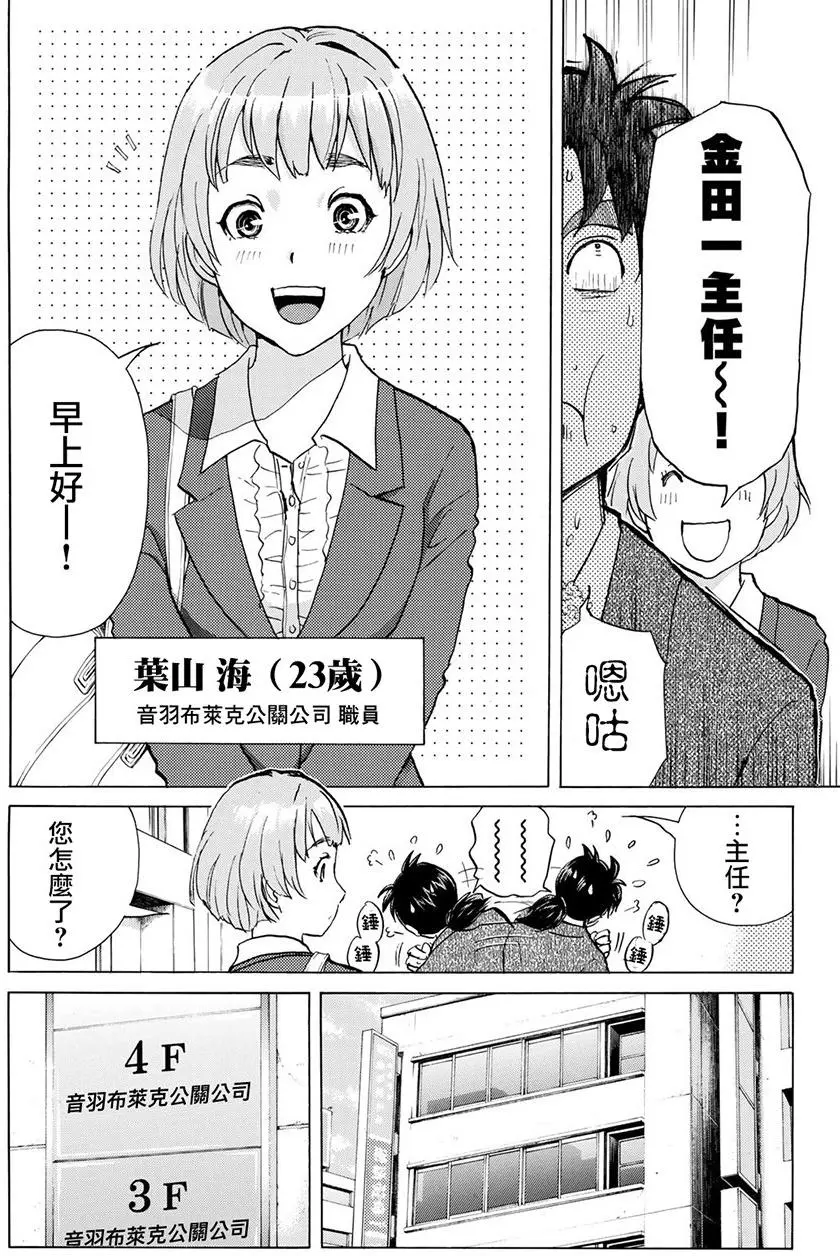 金田一主任～！
嗯咕
早上好ー！
葉山 海（23歲）
音羽布萊克公關公司 職員
…主任？
錘
錘
錘
錘
您怎麼了？
4F
音羽布萊克公關公司
3F
音羽布萊克公關公司